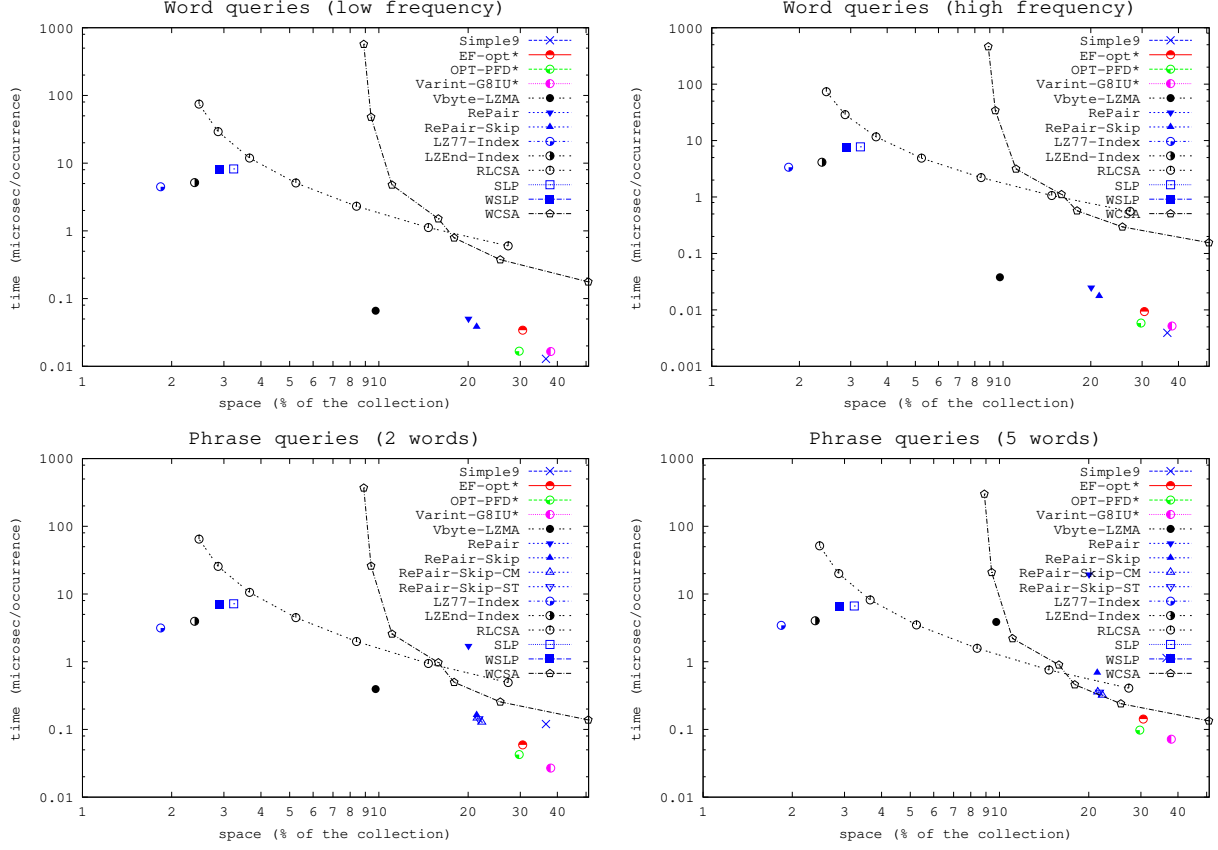 Word queries (low frequency)
1000
100
10
1
0.1
0.01
time (microsec/occurrence)
Simple9
EF-opt*
OPT-PFD*
Varint-G8IU*
Vbyte-LZMA
RePair
RePair-Skip
LZ77-Index
LZEnd-Index
RLCSA
SLP
WSLP
WCSA
1 2 3 4 5 6 7 8 9 10 20 30 40
space (% of the collection)
Word queries (high frequency)
1000
100
10
1
0.1
0.01
0.001
time (microsec/occurrence)
Simple9
EF-opt*
OPT-PFD*
Varint-G8IU*
Vbyte-LZMA
RePair
RePair-Skip
LZ77-Index
LZEnd-Index
RLCSA
SLP
WSLP
WCSA
1 2 3 4 5 6 7 8 9 10 20 30 40
space (% of the collection)
Phrase queries (2 words)
1000
100
10
1
0.1
0.01
time (microsec/occurrence)
Simple9
EF-opt*
OPT-PFD*
Varint-G8IU*
Vbyte-LZMA
RePair
RePair-Skip
RePair-Skip-CM
RePair-Skip-ST
LZ77-Index
LZEnd-Index
RLCSA
SLP
WSLP
WCSA
1 2 3 4 5 6 7 8 9 10 20 30 40
space (% of the collection)
Phrase queries (5 words)
1000
100
10
1
0.1
0.01
time (microsec/occurrence)
Simple9
EF-opt*
OPT-PFD*
Varint-G8IU*
Vbyte-LZMA
RePair
RePair-Skip
RePair-Skip-CM
RePair-Skip-ST
LZ77-Index
LZEnd-Index
RLCSA
SLP
WSLP
WCSA
1 2 3 4 5 6 7 8 9 10 20 30 40
space (% of the collection)